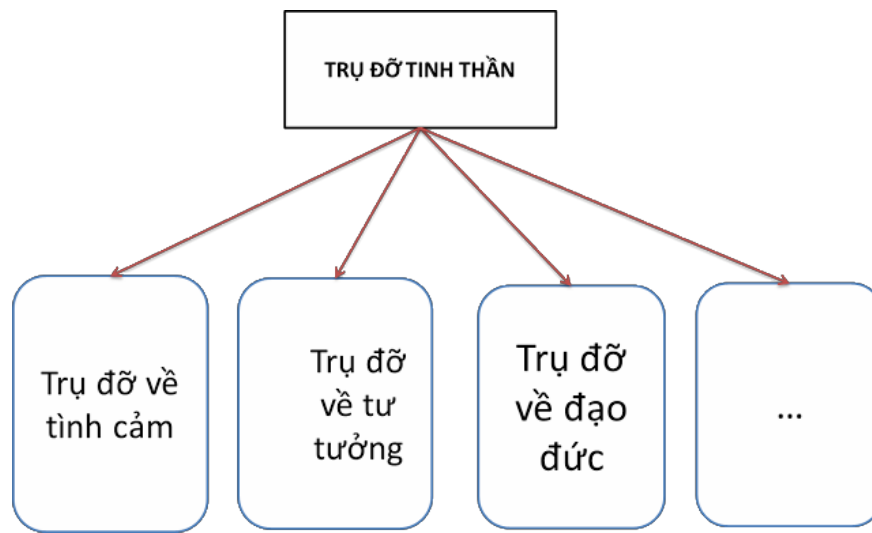 TRỤ ĐỠ TINH THẦN
Trụ đỡ về
tình cảm
Trụ đỡ
về tư
tưởng
Trụ đỡ
về đạo
đức
...